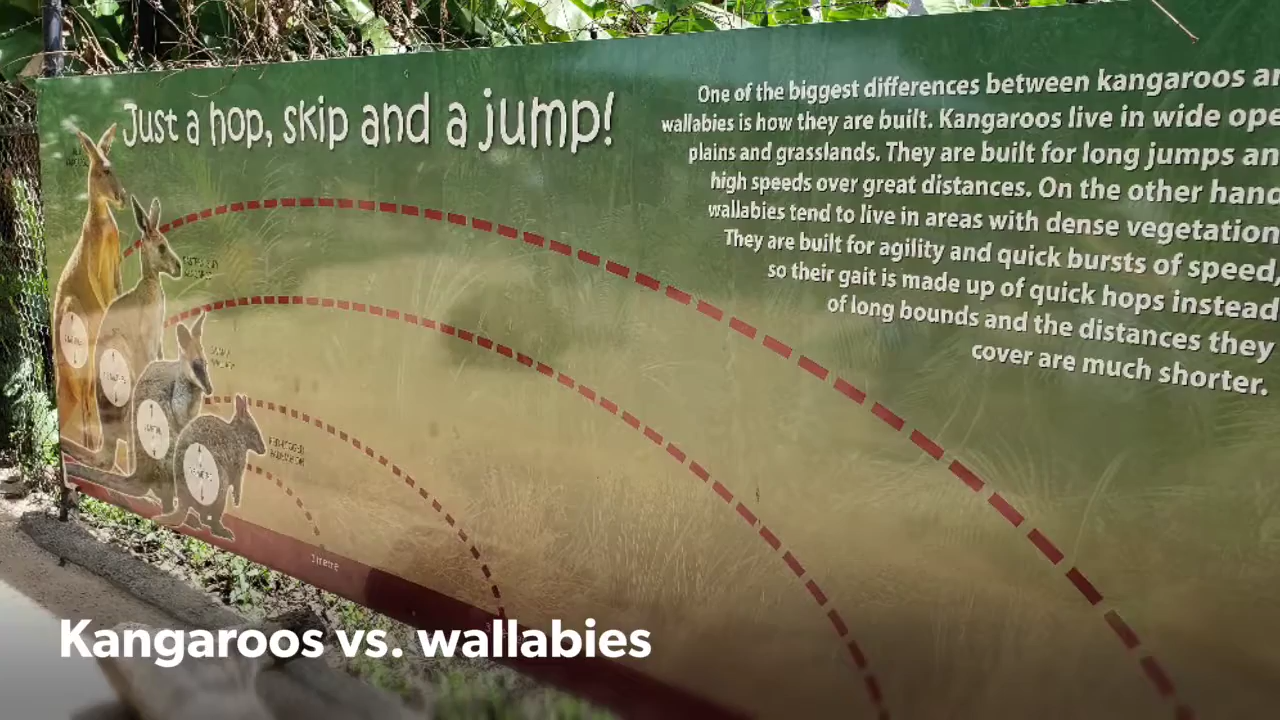 Just a hop, skip and a jump!
One of the biggest differences between kangaroos
wallabies is how they are built. Kangaroos live in wide
plains and grasslands. They are built for long jumps
high speeds over great distances. On the other hand
wallabies tend to live in areas with dense vegetation
They are built for agility and quick bursts of speed,
so their gait is made up of quick hops instead
of long bounds and the distances they
cover are much shorter.
Kangaroos vs. wallabies